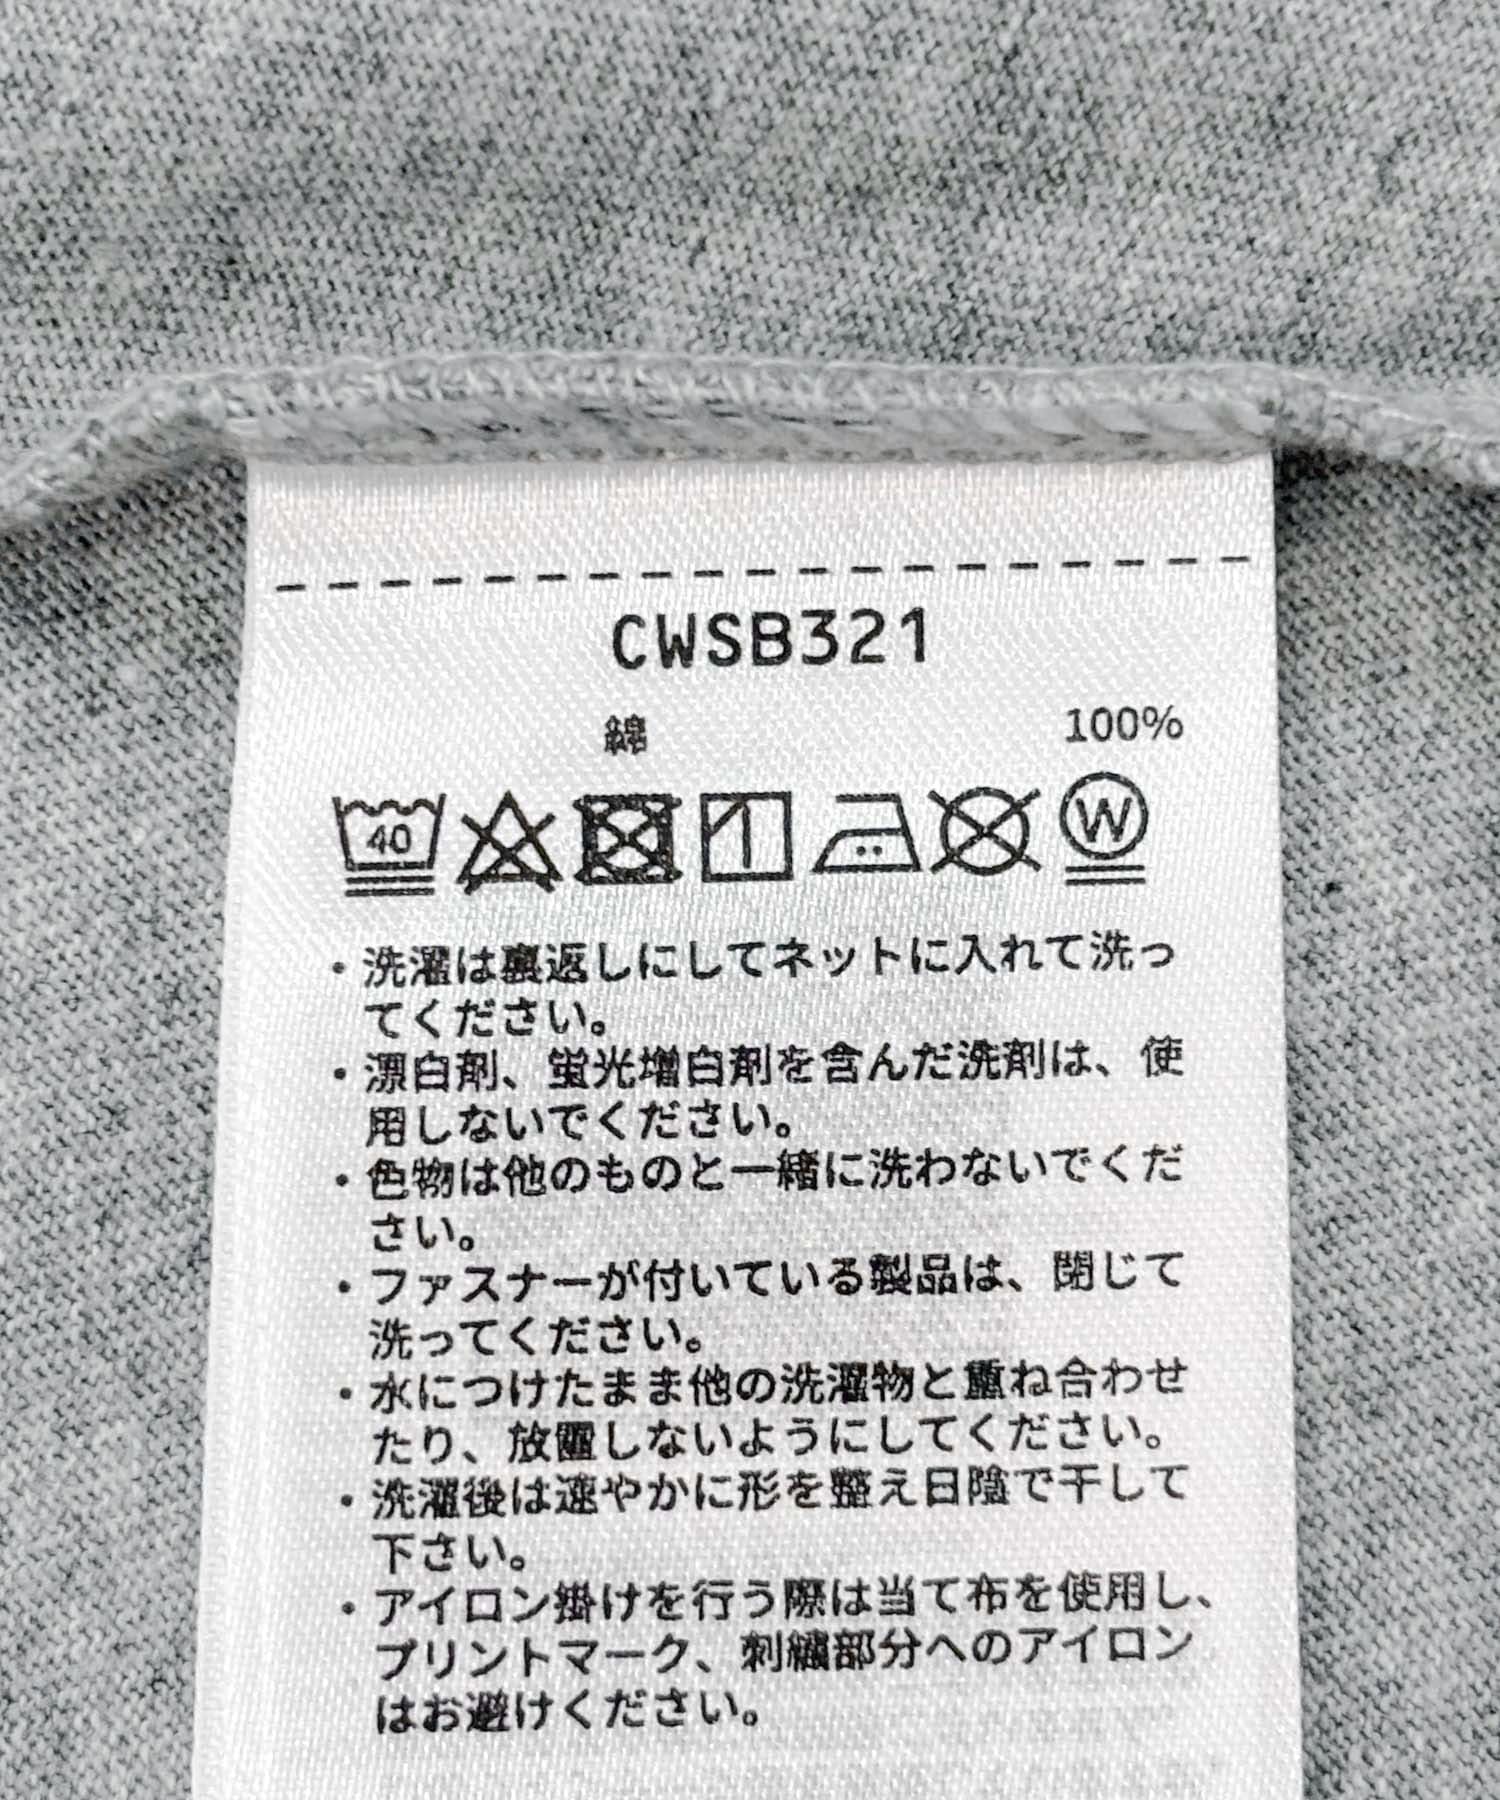 CWSB321
綿 100%
40 W
・洗濯は裏返しにしてネットに入れて洗っ
てください。
・漂白剤、蛍光増白剤を含んだ洗剤は、使
用しないでください。
・色物は他のものと一緒に洗わないでくだ
さい。
・ファスナーが付いている製品は、閉じて
洗ってください。
・水につけたまま他の洗濯物と重ね合わせ
たり、放置しないようにしてください。
・洗濯後は速やかに形を整え日陰で干して
下さい。
・アイロン掛けを行う際は当て布を使用し、
プリントマーク、刺繍部分へのアイロン
はお避けください。